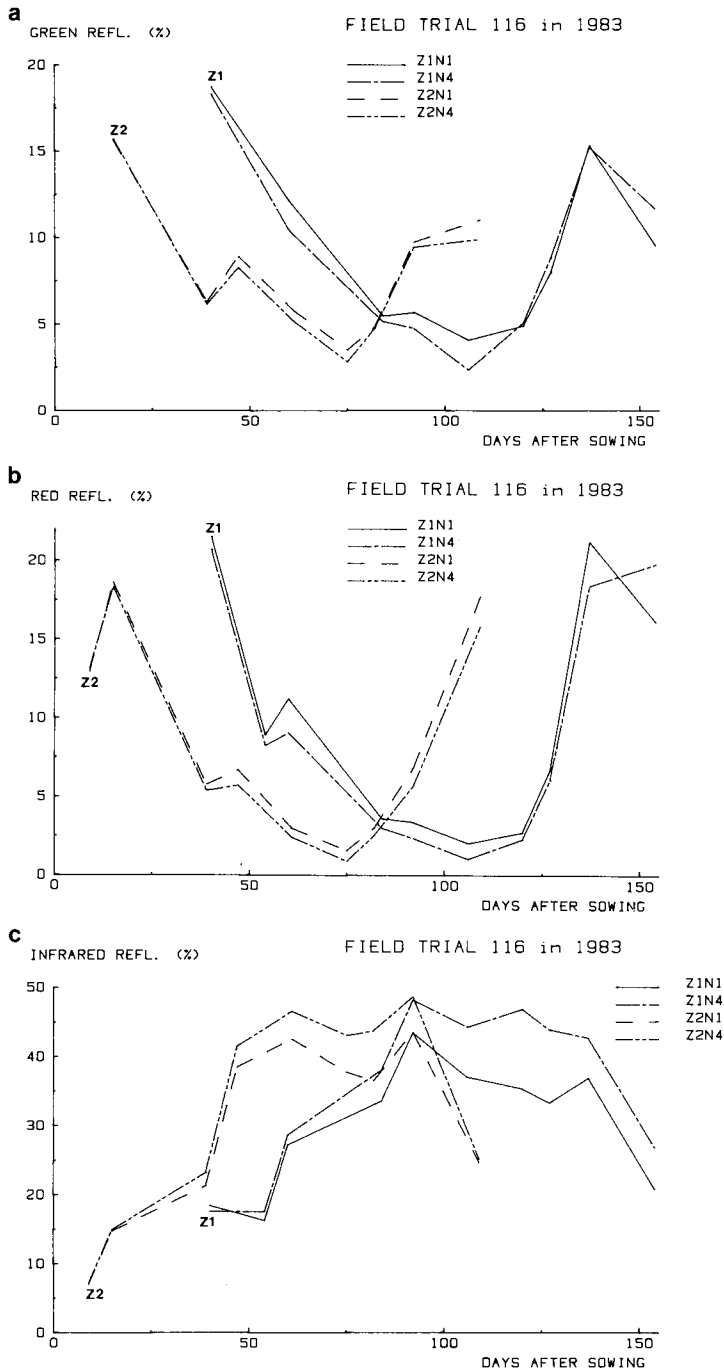 a
GREEN REFL. (%)
FIELD TRIAL 116 in 1983
Z1N1
Z1N4
Z2N1
Z2N4
20
15
10
5
0
Z1
Z2
0 50 100 150
DAYS AFTER SOWING
b
RED REFL. (%)
FIELD TRIAL 116 in 1983
Z1N1
Z1N4
Z2N1
Z2N4
20
15
10
5
0
Z1
Z2
0 50 100 150
DAYS AFTER SOWING
c
INFRARED REFL. (%)
FIELD TRIAL 116 in 1983
Z1N1
Z1N4
Z2N1
Z2N4
50
40
30
20
10
0
Z1
Z2
0 50 100 150
DAYS AFTER SOWING